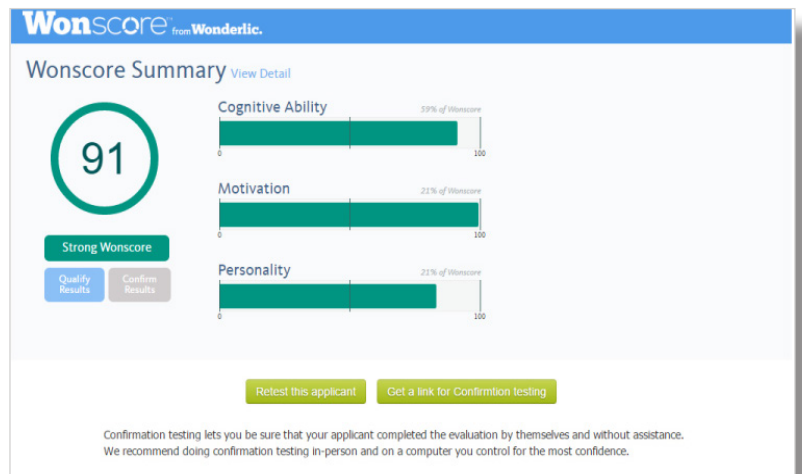 Wonscore™ from Wonderlic.
Wonscore Summary View Detail
91
Strong Wonscore
Qualify
Results
Confirm
Results
Cognitive Ability 59% of Wonscore
0 100
Motivation 21% of Wonscore
0 100
Personality 21% of Wonscore
0 100
Retest this applicant
Get a link for Confirmtion testing
Confirmation testing lets you be sure that your applicant completed the evaluation by themselves and without assistance.
We recommend doing confirmation testing in-person and on a computer you control for the most confidence.